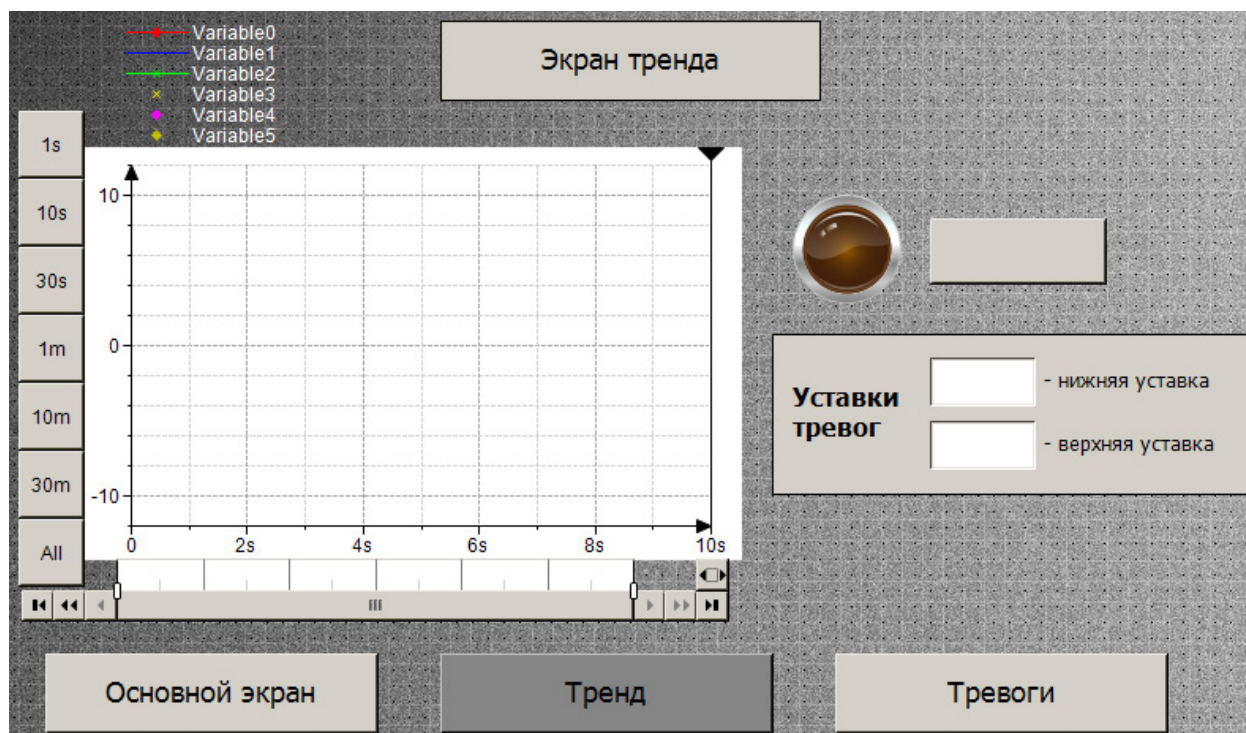 Variable0
Variable1
Variable2
Variable3
Variable4
Variable5
Экран тренда
1s
10s
30s
1m
10m
30m
All
10
0
-10
0
2s
4s
6s
8s
10s
Уставки
тревог
- нижняя уставка
- верхняя уставка
Основной экран
Тренд
Тревоги